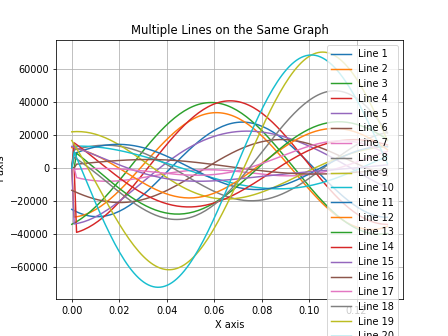 Multiple Lines on the Same Graph
60000
40000
20000
0
−20000
−40000
−60000
0.00
0.02
0.04
0.06
0.08
0.10
X axis
Line 1
Line 2
Line 3
Line 4
Line 5
Line 6
Line 7
Line 8
Line 9
Line 10
Line 11
Line 12
Line 13
Line 14
Line 15
Line 16
Line 17
Line 18
Line 19
Line 20